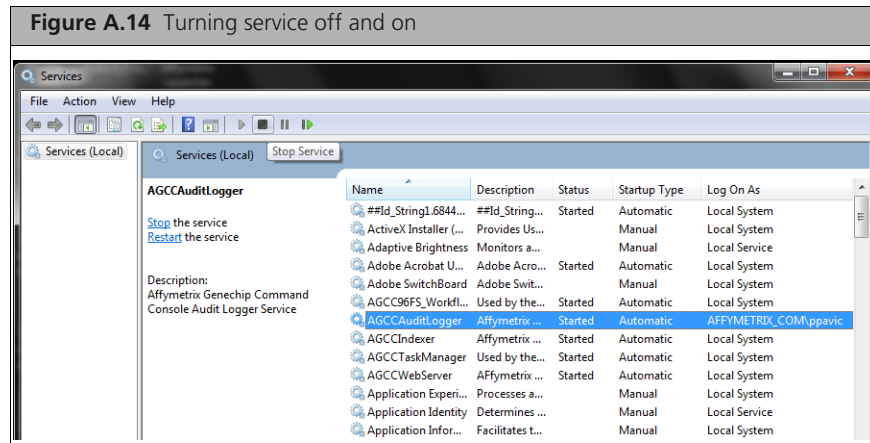 Figure A.14 Turning service off and on
Services
File Action View Help
Services (Local)
Services (Local)
Stop Service
AGCCAuditLogger
Stop the service
Restart the service
Description:
Affymetrix Genechip Command
Console Audit Logger Service
Name Description Status Startup Type Log On As
##Id_String1.6844... ##Id_String... Started Automatic Local System
ActiveX Installer (... Provides Us... Manual Local System
Adaptive Brightness Monitors a... Manual Local Service
Adobe Acrobat U... Adobe Acro... Started Automatic Local System
Adobe SwitchBoard Adobe Swit... Manual Local System
AGCC96FS_Workfl... Used by the... Started Automatic Local System
AGCCAuditLogger Affymetrix ... Started Automatic AFFYMETRIX_COM\ppavic
AGCCIndexer Affymetrix ... Started Automatic Local System
AGCCTaskManager Used by the... Started Automatic Local System
AGCCWebServer AFfymetrix ... Started Automatic Local System
Application Experi... Processes a... Manual Local System
Application Identity Determines ... Manual Local Service
Application Infor... Facilitates t... Manual Local System